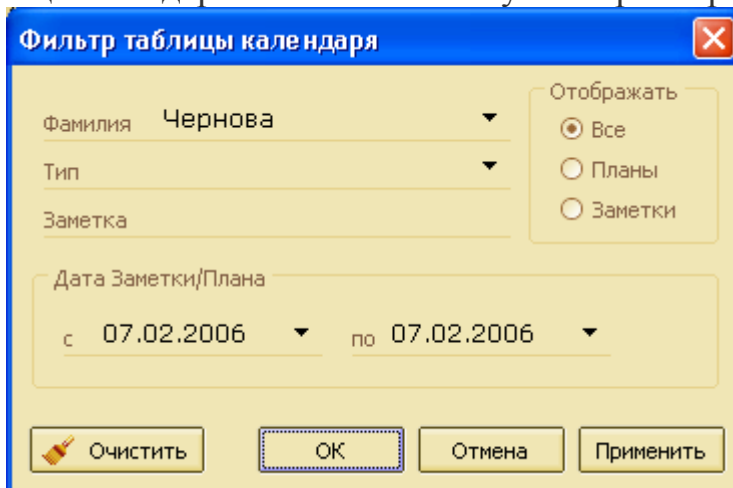 Фильтр таблицы календаря
Фамилия Чернова
Тип
Заметка
Отображать
Все
Планы
Заметки
Дата Заметки/Плана
с 07.02.2006 по 07.02.2006
Очистить ОК Отмена Применить